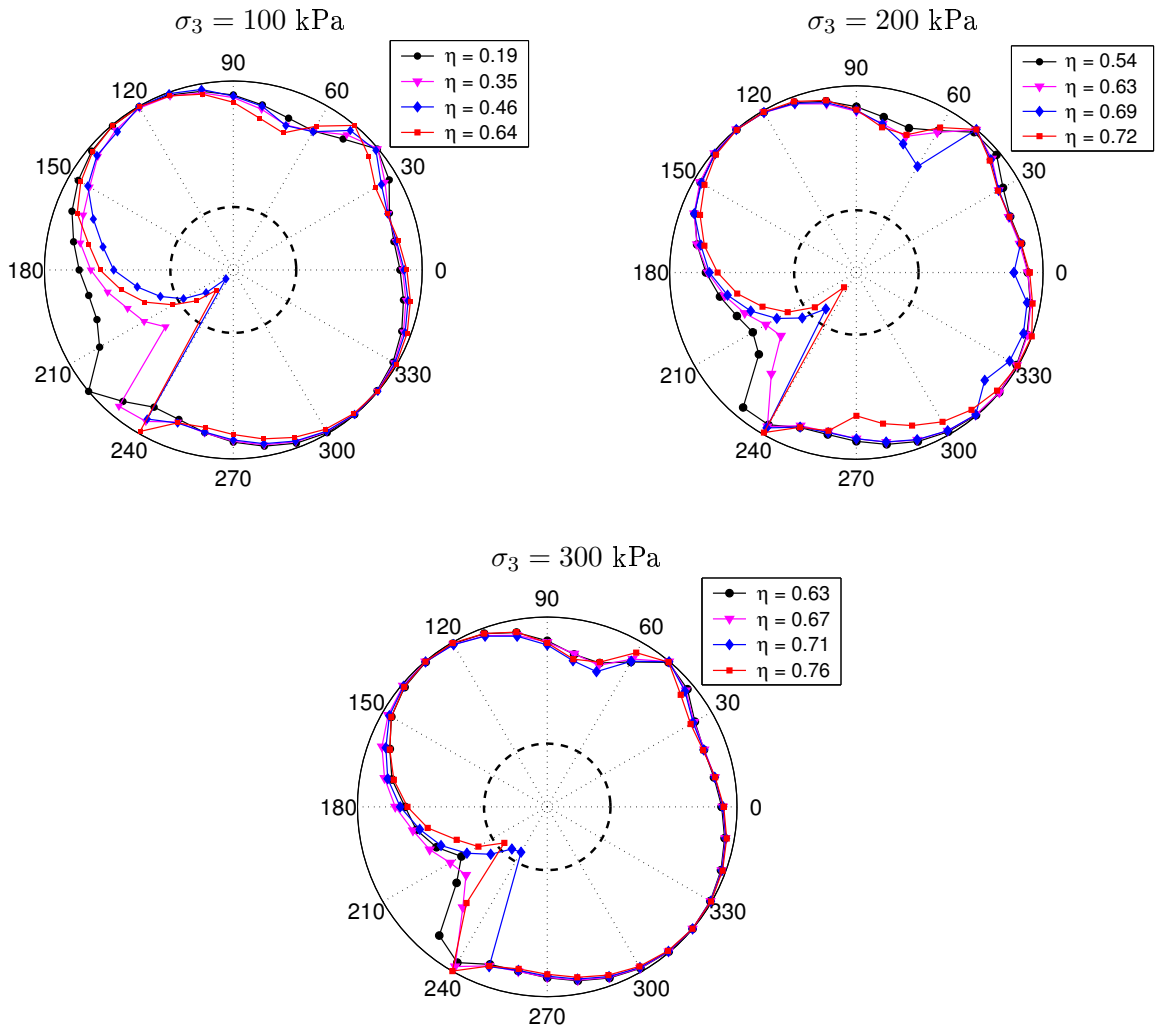 σ3 = 100 kPa
η = 0.19
η = 0.35
η = 0.46
η = 0.64
90
60
30
0
330
300
270
240
210
180
150
120
σ3 = 200 kPa
η = 0.54
η = 0.63
η = 0.69
η = 0.72
90
60
30
0
330
300
270
240
210
180
150
120
σ3 = 300 kPa
η = 0.63
η = 0.67
η = 0.71
η = 0.76
90
60
30
0
330
300
270
240
210
180
150
120